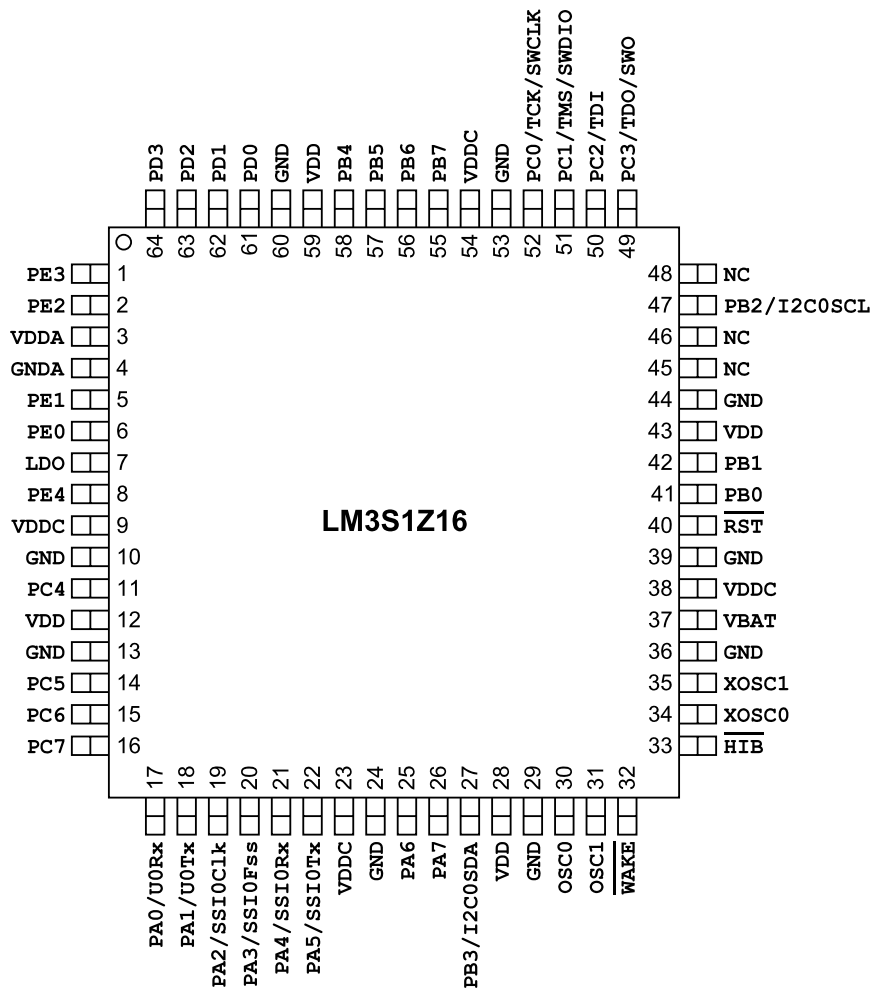 PD3 PD2 PD1 PD0 GND VDD PB4 PB5 PB6 PB7 VDDC GND PC0/TCK/SWCLK PC1/TMS/SWDIO PC2/TDI PC3/TDO/SWO
64 63 62 61 60 59 58 57 56 55 54 53 52 51 50 49
PE3 1 48 NC
PE2 2 47 PB2/I2C0SCL
VDDA 3 46 NC
GNDA 4 45 NC
PE1 5 44 GND
PE0 6 43 VDD
LDO 7 42 PB1
PE4 8 41 PB0
LM3S1Z16
VDDC 9 40 RST
GND 10 39 GND
PC4 11 38 VDDC
VDD 12 37 VBAT
GND 13 36 GND
PC5 14 35 XOSC1
PC6 15 34 XOSC0
PC7 16 33 HIB
17 18 19 20 21 22 23 24 25 26 27 28 29 30 31 32
PA0/U0Rx PA1/U0Tx PA2/SSI0Clk PA3/SSI0Fss PA4/SSI0Rx PA5/SSI0Tx VDDC GND PA6 PA7 PB3/I2C0SDA VDD GND OSC0 OSC1 WAKE